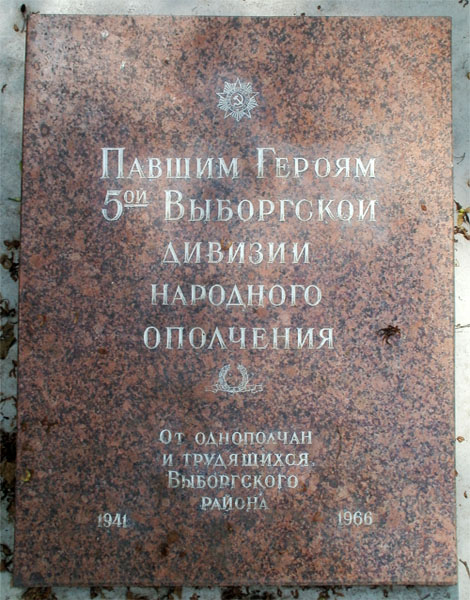 Павшим Героям
5ой Выборгской
дивизии
народного
ополчения
От однополчан
и трудящихся
Выборгского
района
1941 1966